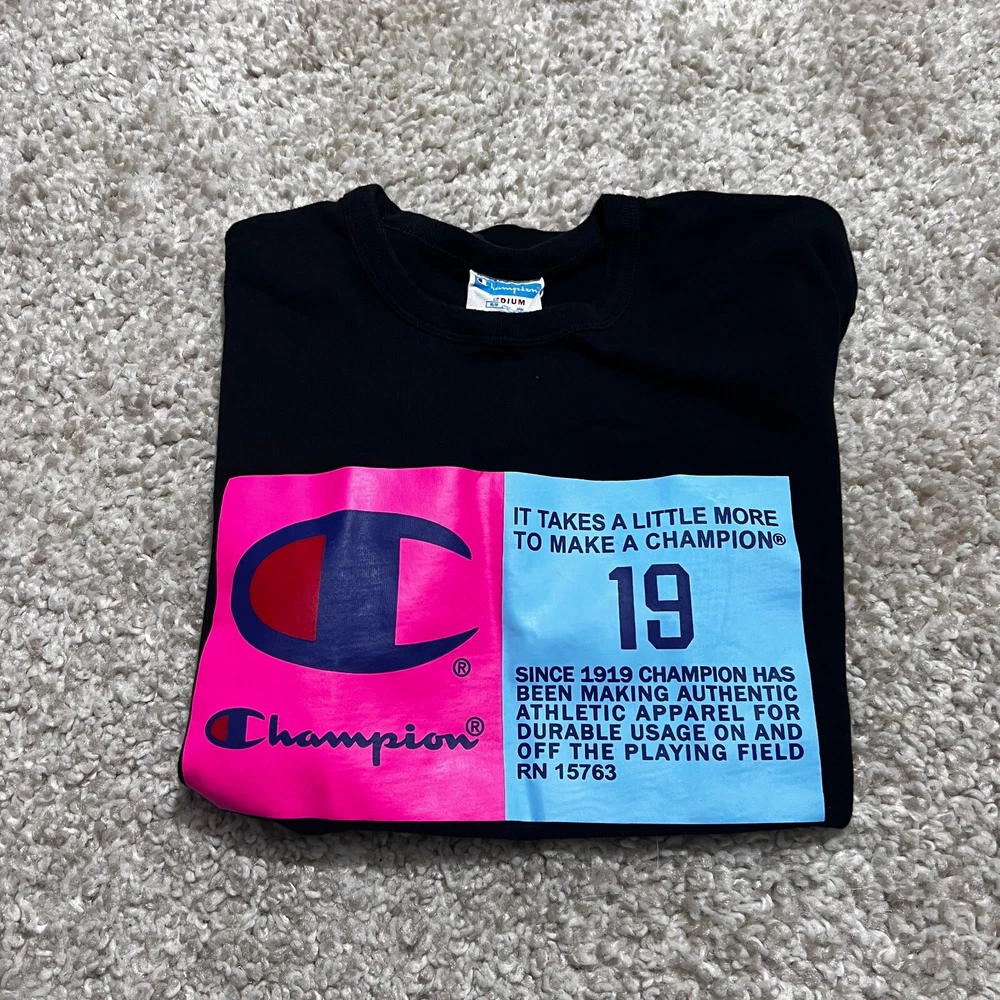 Champion
MEDIUM
IT TAKES A LITTLE MORE
TO MAKE A CHAMPION®
19
SINCE 1919 CHAMPION HAS
BEEN MAKING AUTHENTIC
ATHLETIC APPAREL FOR
DURABLE USAGE ON AND
OFF THE PLAYING FIELD
RN 15763
®
Champion®